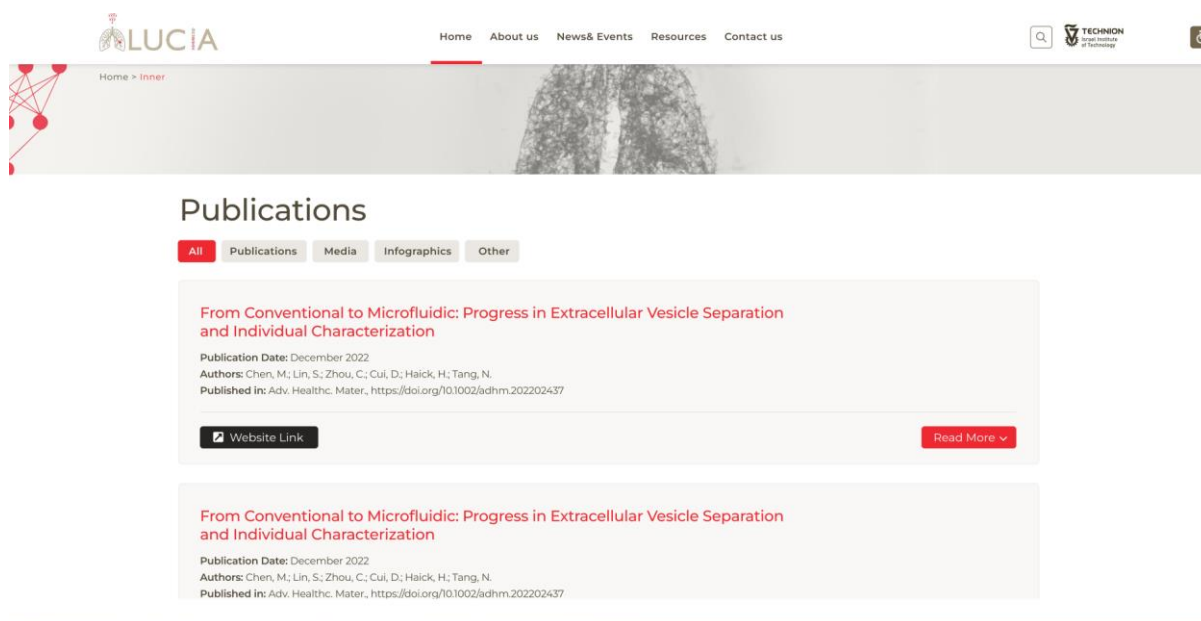 LUCIA
Home About us News& Events Resources Contact us
TECHNION
Israel Institute
of Technology
Home > Inner
Publications
All Publications Media Infographics Other
From Conventional to Microfluidic: Progress in Extracellular Vesicle Separation
and Individual Characterization
Publication Date: December 2022
Authors: Chen, M.; Lin, S.; Zhou, C.; Cui, D.; Haick, H.; Tang, N.
Published in: Adv. Healthc. Mater., https://doi.org/10.1002/adhm.202202437
Website Link
Read More
From Conventional to Microfluidic: Progress in Extracellular Vesicle Separation
and Individual Characterization
Publication Date: December 2022
Authors: Chen, M.; Lin, S.; Zhou, C.; Cui, D.; Haick, H.; Tang, N.
Published in: Adv. Healthc. Mater., https://doi.org/10.1002/adhm.202202437